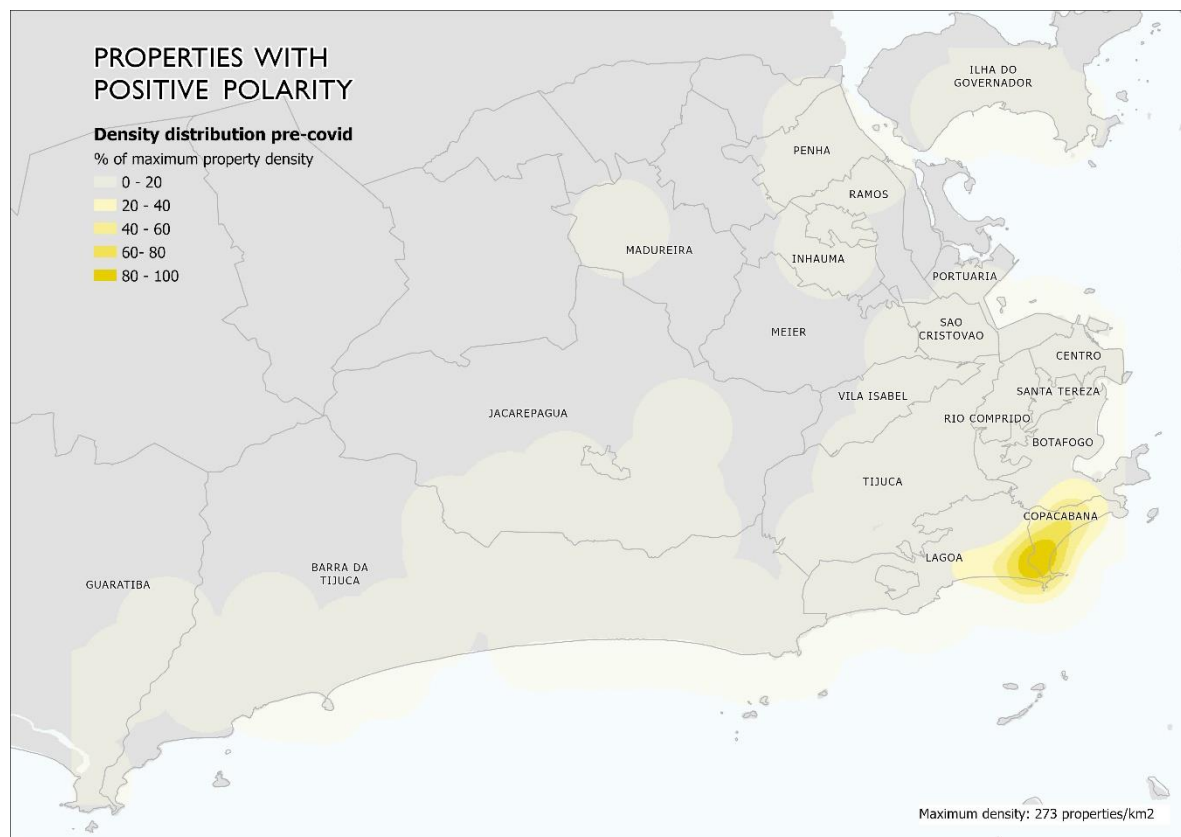 PROPERTIES WITH
POSITIVE POLARITY
Density distribution pre-covid
% of maximum property density
0 - 20
20 - 40
40 - 60
60- 80
80 - 100
ILHA DO
GOVERNADOR
PENHA
RAMOS
MADUREIRA
INHAUMA
PORTUARIA
MEIER
SAO
CRISTOVAO
CENTRO
VILA ISABEL
SANTA TEREZA
JACAREPAGUA
RIO COMPRIDO
BOTAFOGO
TIJUCA
COPACABANA
LAGOA
BARRA DA
TIJUCA
GUARATIBA
Maximum density: 273 properties/km2